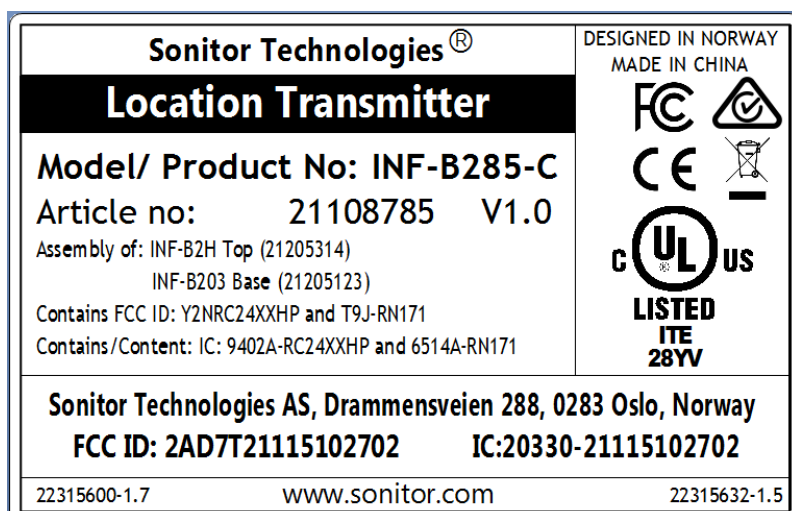 Sonitor Technologies®
Location Transmitter
Model/ Product No: INF-B285-C
Article no: 21108785 V1.0
Assembly of: INF-B2H Top (21205314)
INF-B203 Base (21205123)
Contains FCC ID: Y2NRC24XXHP and T9J-RN171
Contains/Content: IC: 9402A-RC24XXHP and 6514A-RN171
DESIGNED IN NORWAY
MADE IN CHINA
FC
CE
C UL® US
LISTED
ITE
28YV
Sonitor Technologies AS, Drammensveien 288, 0283 Oslo, Norway
FCC ID: 2AD7T21115102702 IC:20330-21115102702
22315600-1.7 www.sonitor.com 22315632-1.5